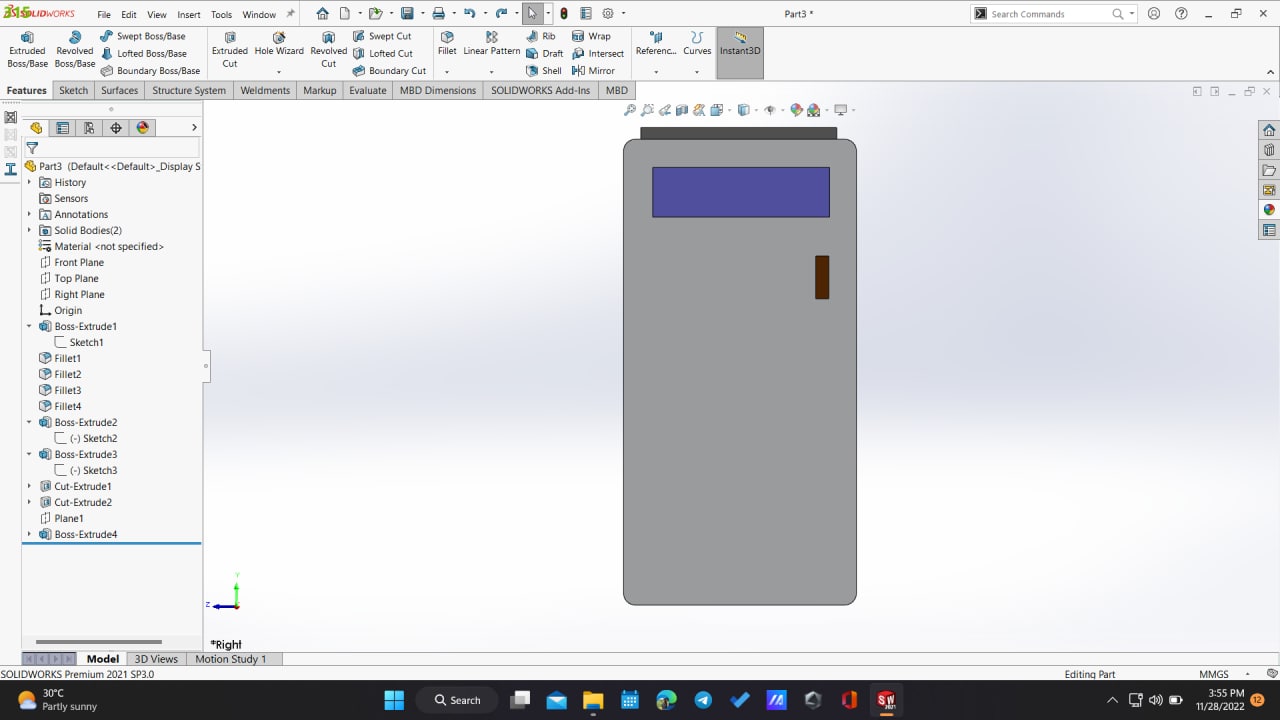 315
SOLIDWORKS File Edit View Insert Tools Window Part3 * Search Commands
Extruded Boss/Base Revolved Boss/Base Swept Boss/Base Lofted Boss/Base Boundary Boss/Base Extruded Cut Hole Wizard Revolved Cut Swept Cut Lofted Cut Boundary Cut Fillet Linear Pattern Rib Draft Shell Wrap Intersect Mirror Referenc... Curves Instant3D
Features Sketch Surfaces Structure System Weldments Markup Evaluate MBD Dimensions SOLIDWORKS Add-Ins MBD
Part3 (Default<<Default>_Display S
History
Sensors
Annotations
Solid Bodies(2)
Material <not specified>
Front Plane
Top Plane
Right Plane
Origin
Boss-Extrude1
Sketch1
Fillet1
Fillet2
Fillet3
Fillet4
Boss-Extrude2
(-) Sketch2
Boss-Extrude3
(-) Sketch3
Cut-Extrude1
Cut-Extrude2
Plane1
Boss-Extrude4
Y
Z
*Right
Model 3D Views Motion Study 1
SOLIDWORKS Premium 2021 SP3.0 Editing Part MMGS
30°C
Partly sunny
Search
SW
2021
3:55 PM
11/28/2022
12